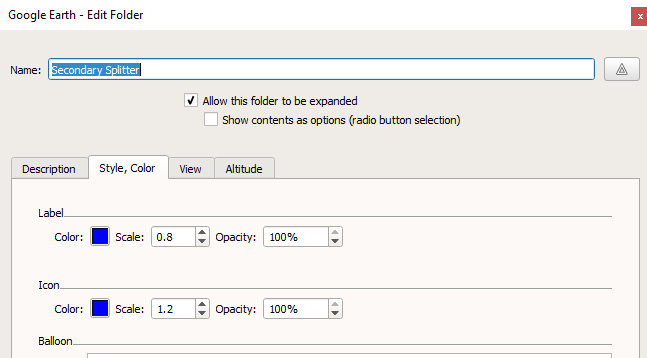 Google Earth - Edit Folder
x
Name: Secondary Splitter
Allow this folder to be expanded
Show contents as options (radio button selection)
Description Style, Color View Altitude
Label
Color: Scale: 0.8 Opacity: 100%
Icon
Color: Scale: 1.2 Opacity: 100%
Balloon